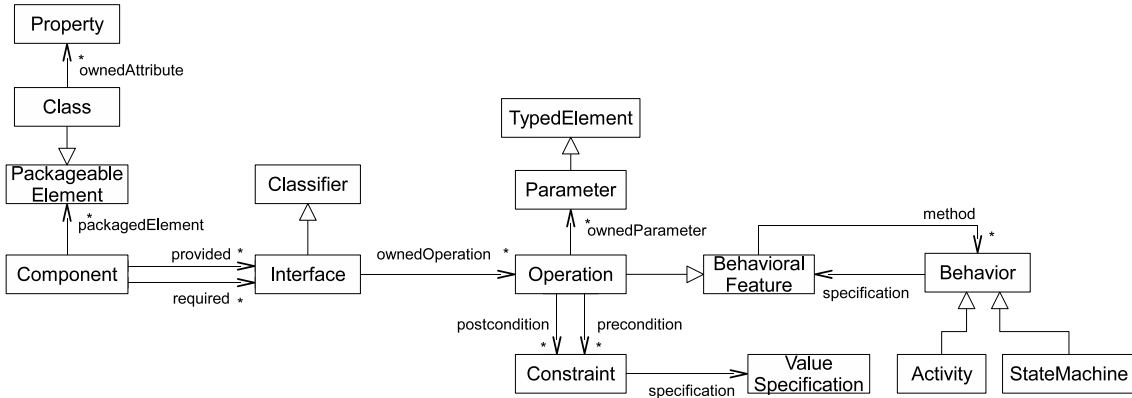 Property
*
ownedAttribute
Class
TypedElement
Packageable
Element
Classifier
Parameter
*
packagedElement
*
ownedParameter
method
*
provided *
ownedOperation *
Component
Interface
Operation
Behavioral
Feature
Behavior
required *
specification
postcondition
precondition
*
*
Constraint
specification
Value
Specification
Activity
StateMachine